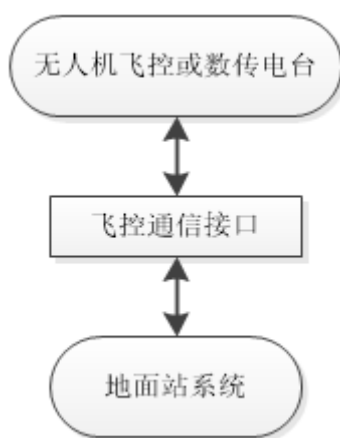 无人机飞控或数传电台
飞控通信接口
地面站系统